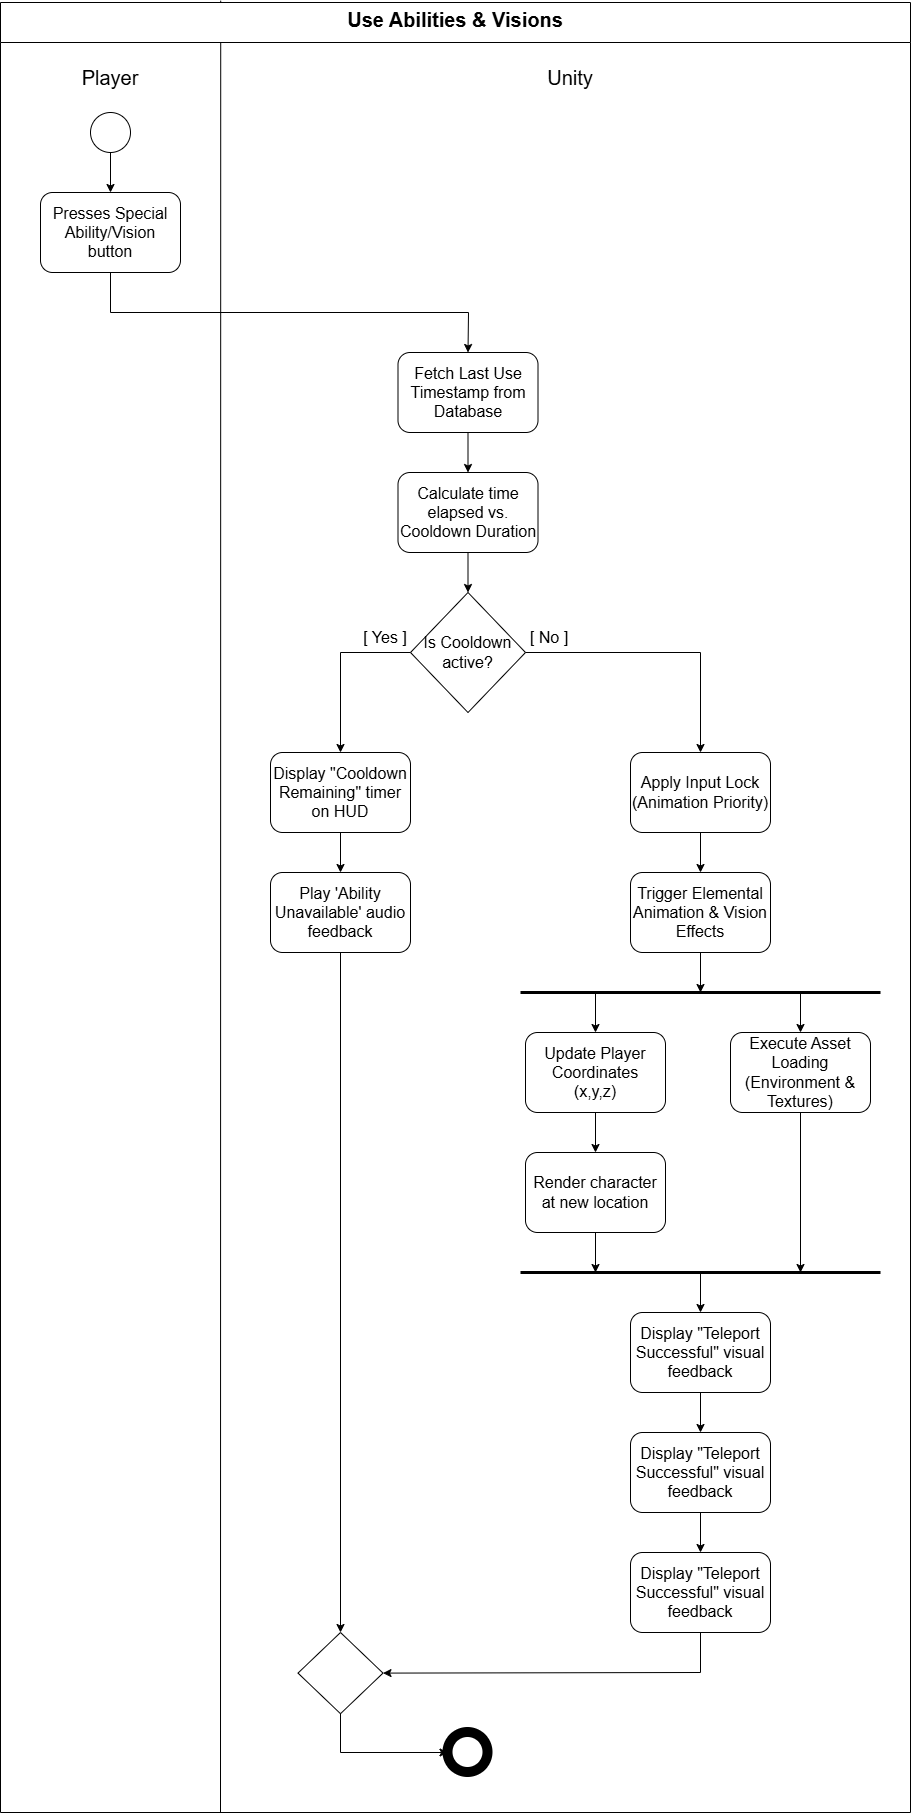 Use Abilities & Visions
Player
Unity
Presses Special
Ability/Vision
button
Fetch Last Use
Timestamp from
Database
Calculate time
elapsed vs.
Cooldown Duration
Is Cooldown
active?
[ Yes ]
[ No ]
Display "Cooldown
Remaining" timer
on HUD
Play 'Ability
Unavailable' audio
feedback
Apply Input Lock
(Animation Priority)
Trigger Elemental
Animation & Vision
Effects
Update Player
Coordinates
(x,y,z)
Execute Asset
Loading
(Environment &
Textures)
Render character
at new location
Display "Teleport
Successful" visual
feedback
Display "Teleport
Successful" visual
feedback
Display "Teleport
Successful" visual
feedback